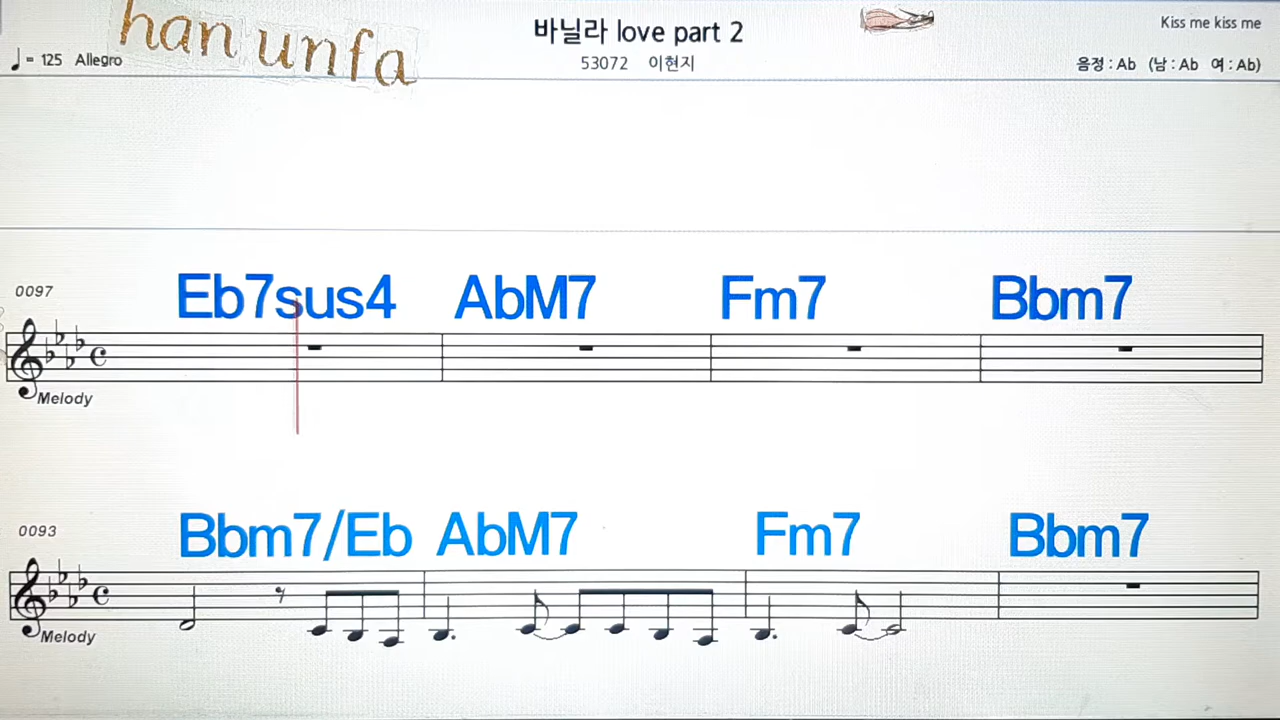 han unfa
바닐라 love part 2
Kiss me kiss me
♩= 125 Allegro
53072 이현지
음정 : Ab (남 : Ab 여 : Ab)
0097
Eb7sus4 AbM7 Fm7 Bbm7
Melody
0093
Bbm7/Eb AbM7 Fm7 Bbm7
Melody